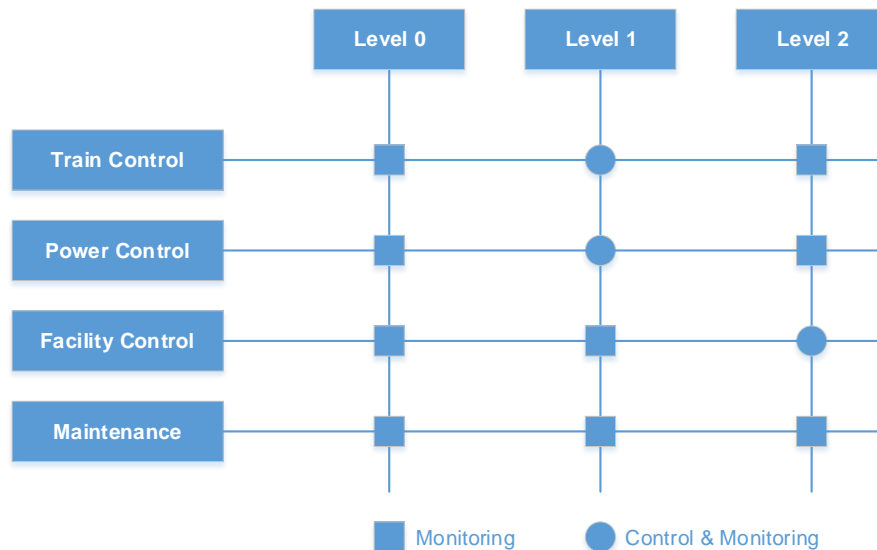 Level 0
Level 1
Level 2
Train Control
Power Control
Facility Control
Maintenance
Monitoring
Control & Monitoring